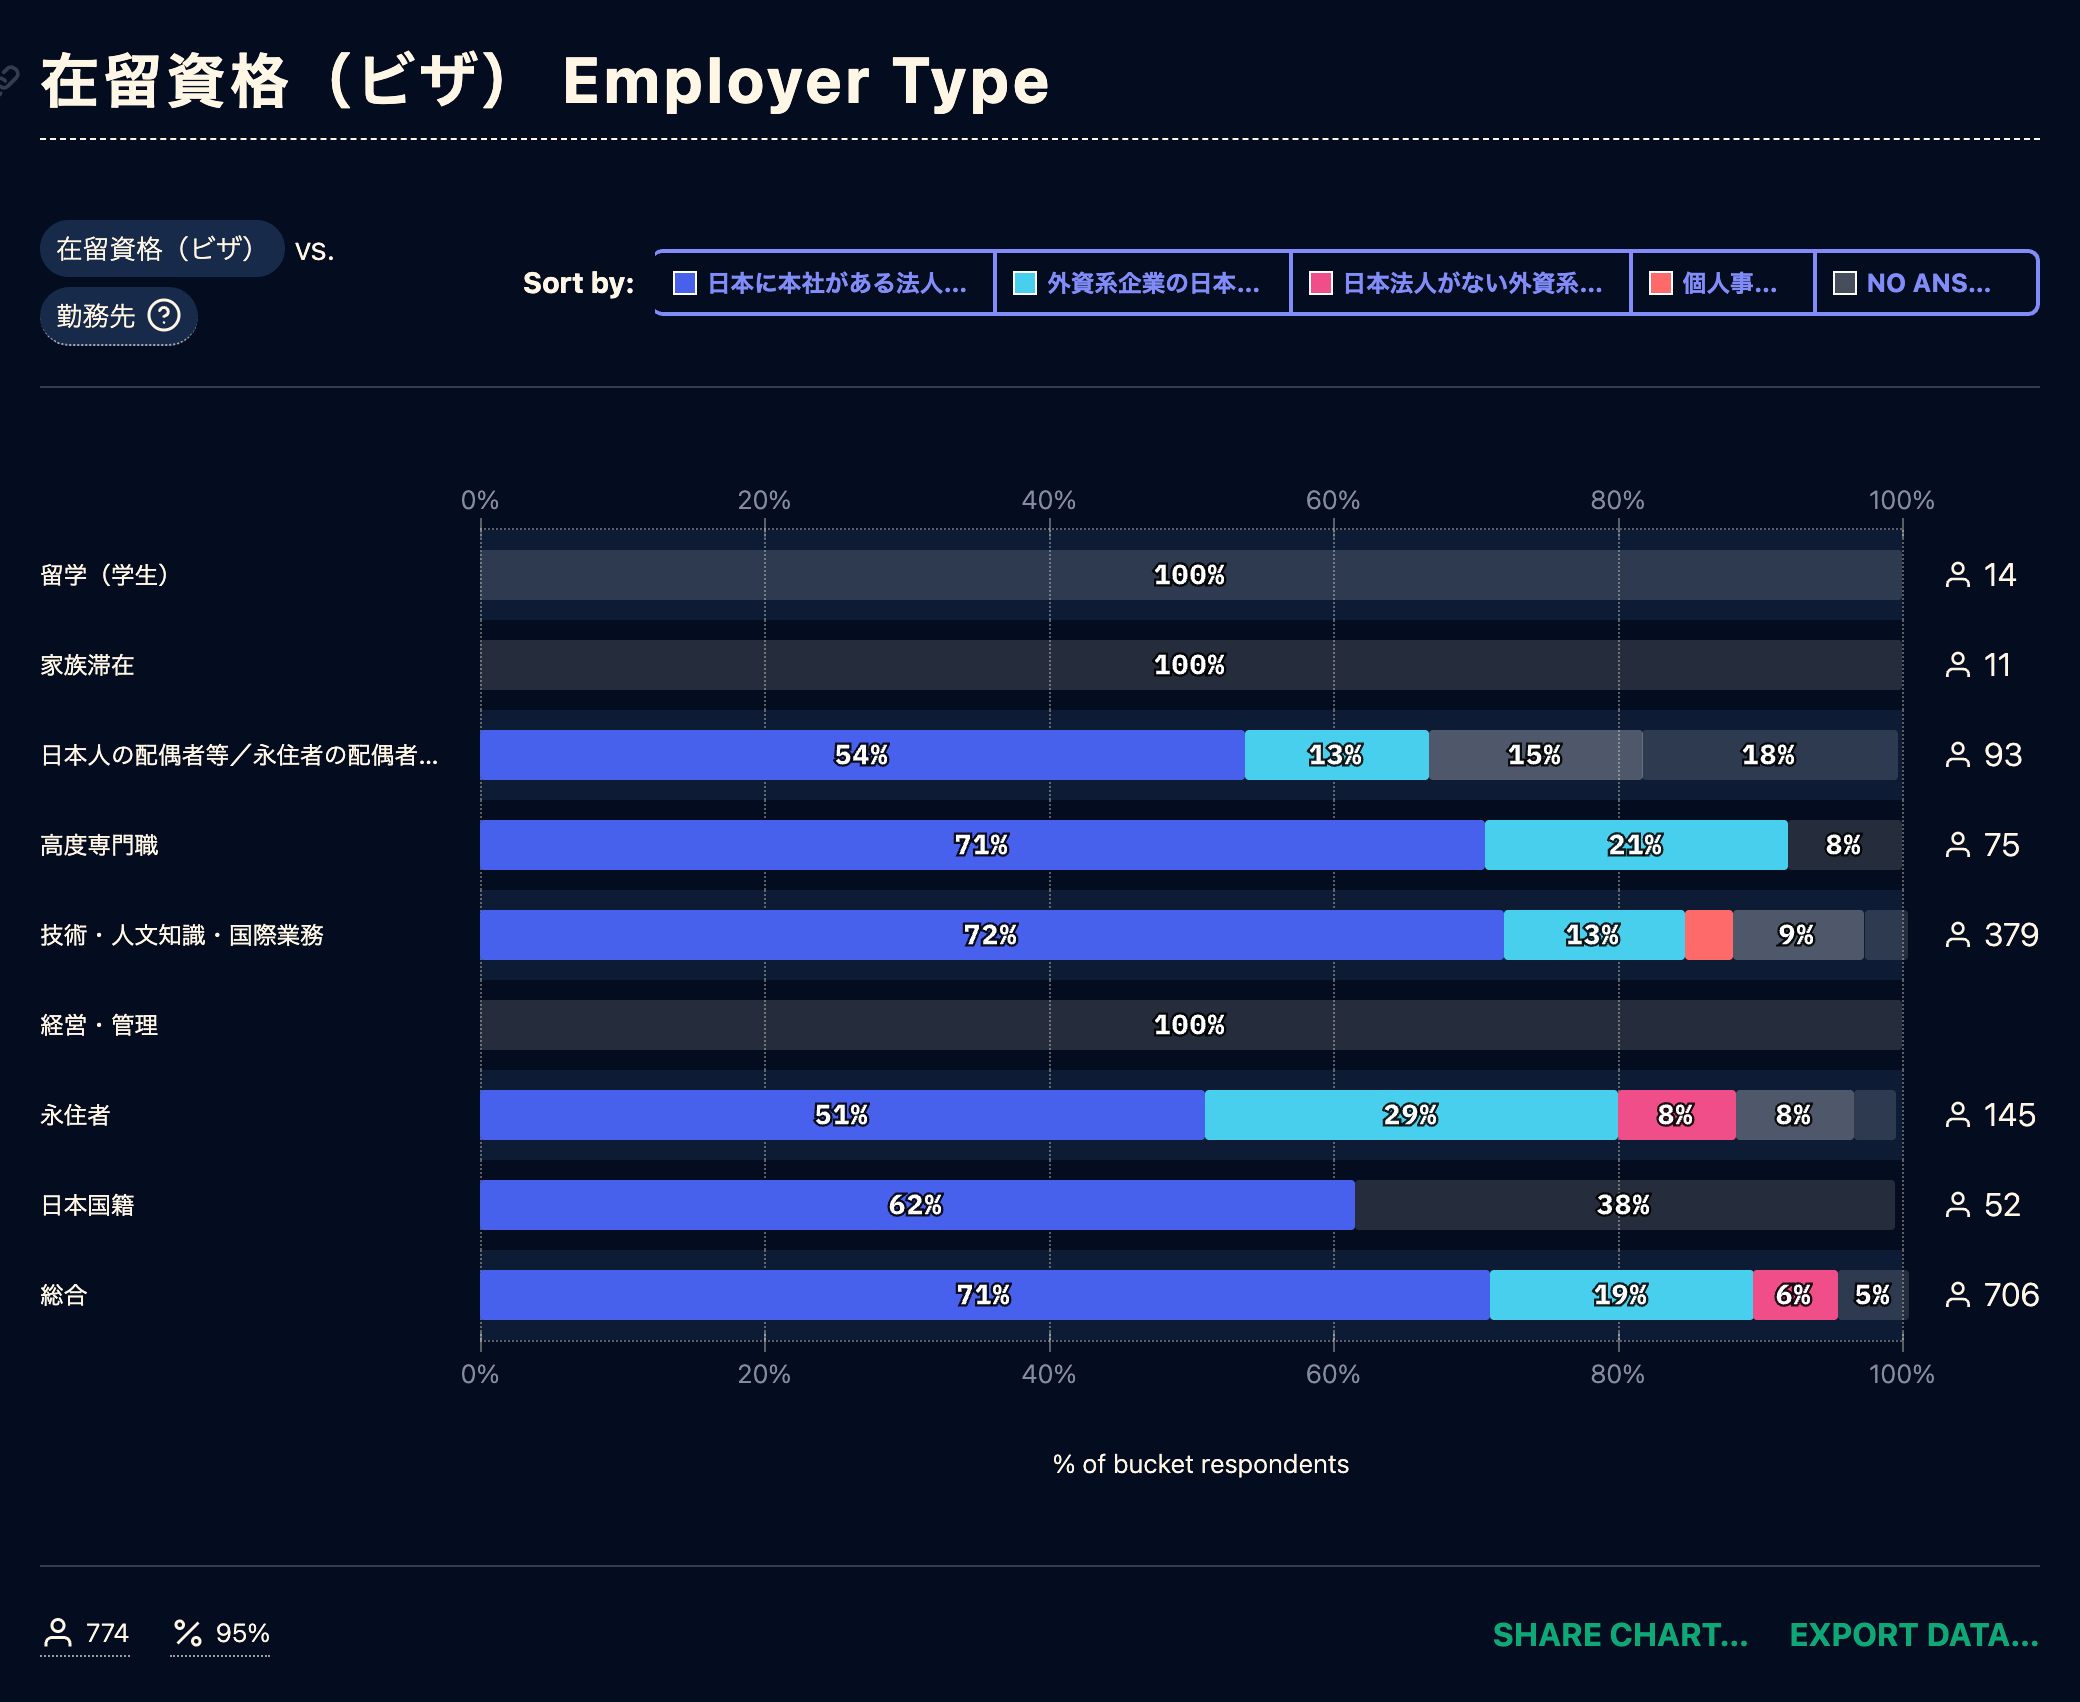 在留資格（ビザ） Employer Type
在留資格（ビザ） vs.
勤務先
Sort by:
日本に本社がある法人...
外資系企業の日本...
日本法人がない外資系...
個人事...
NO ANS...
0% 20% 40% 60% 80% 100%
留学（学生） 100% 14
家族滞在 100% 11
日本人の配偶者等／永住者の配偶者... 54% 13% 15% 18% 93
高度専門職 71% 21% 8% 75
技術・人文知識・国際業務 72% 13% 9% 379
経営・管理 100%
永住者 51% 29% 8% 8% 145
日本国籍 62% 38% 52
総合 71% 19% 6% 5% 706
0% 20% 40% 60% 80% 100%
% of bucket respondents
774 95%
SHARE CHART... EXPORT DATA...